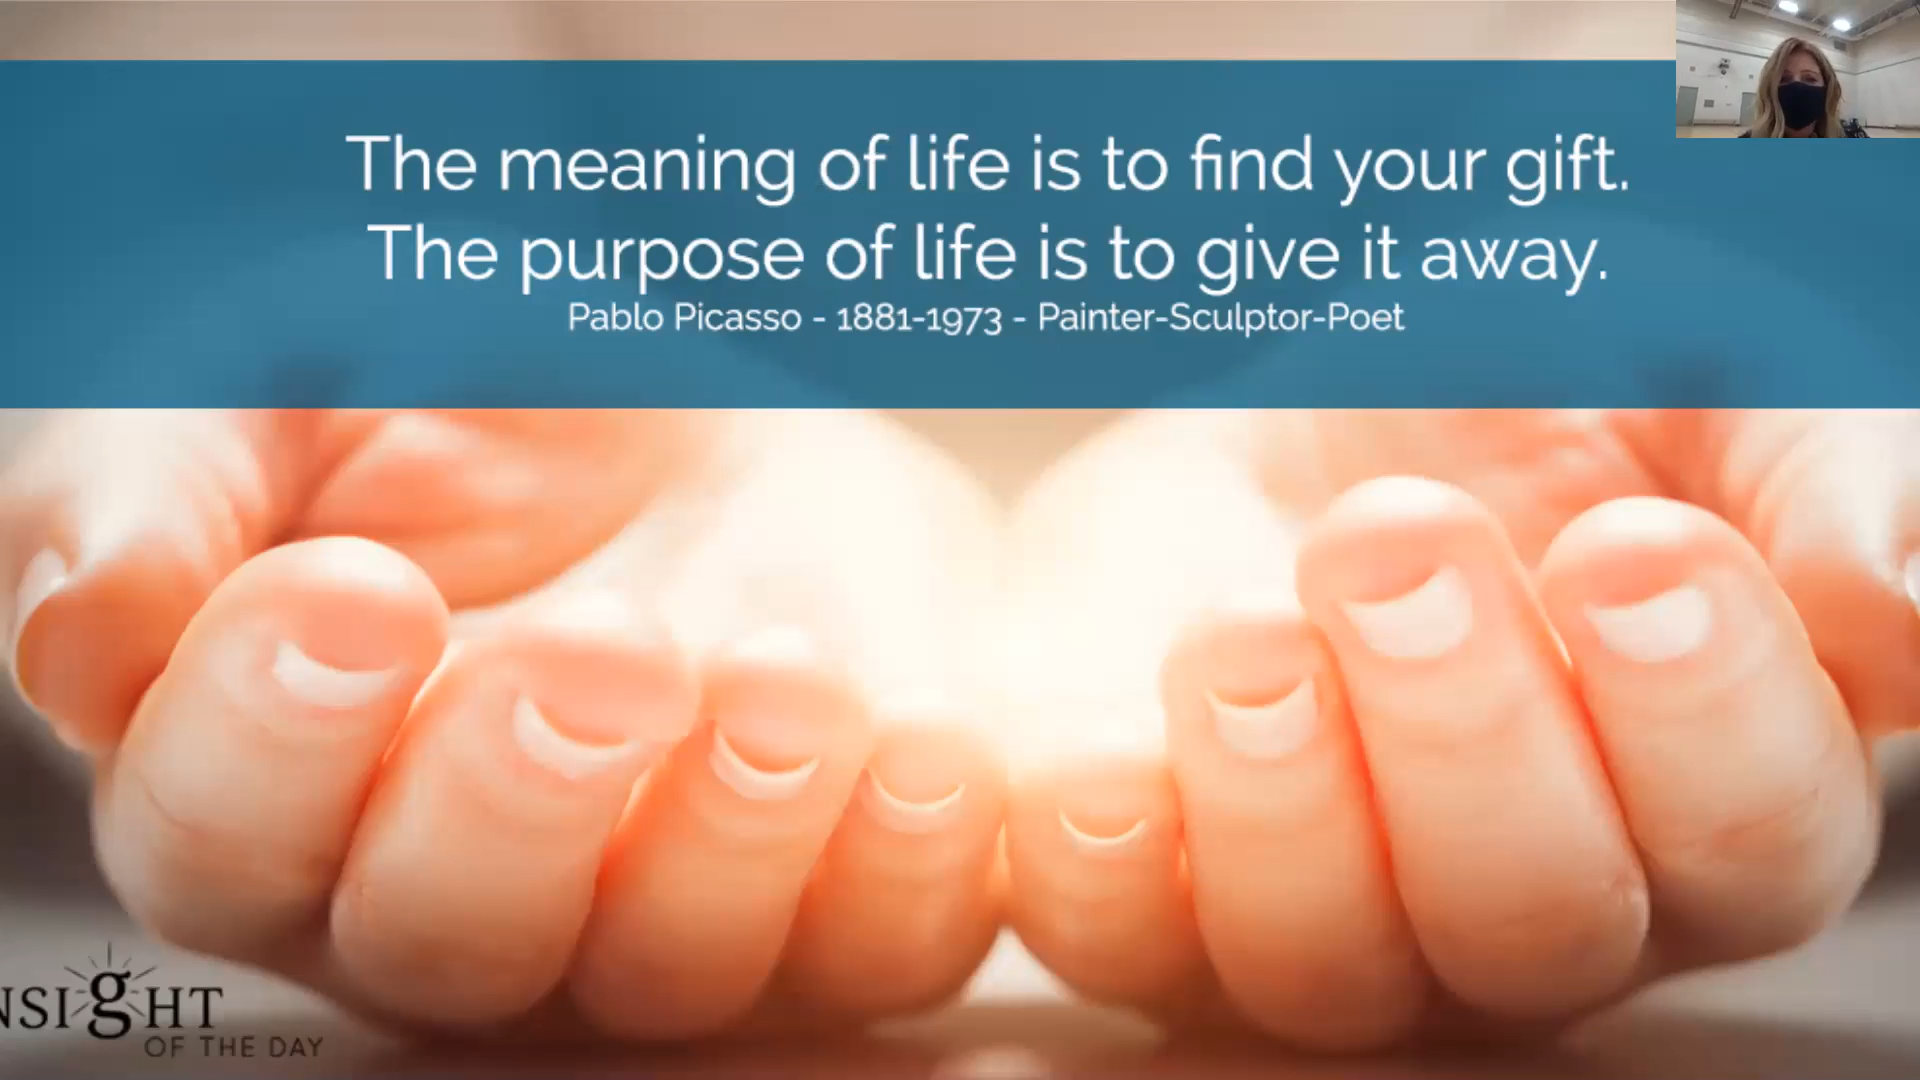 The meaning of life is to find your gift.
The purpose of life is to give it away.
Pablo Picasso - 1881-1973 - Painter-Sculptor-Poet
NSIgHT
OF THE DAY